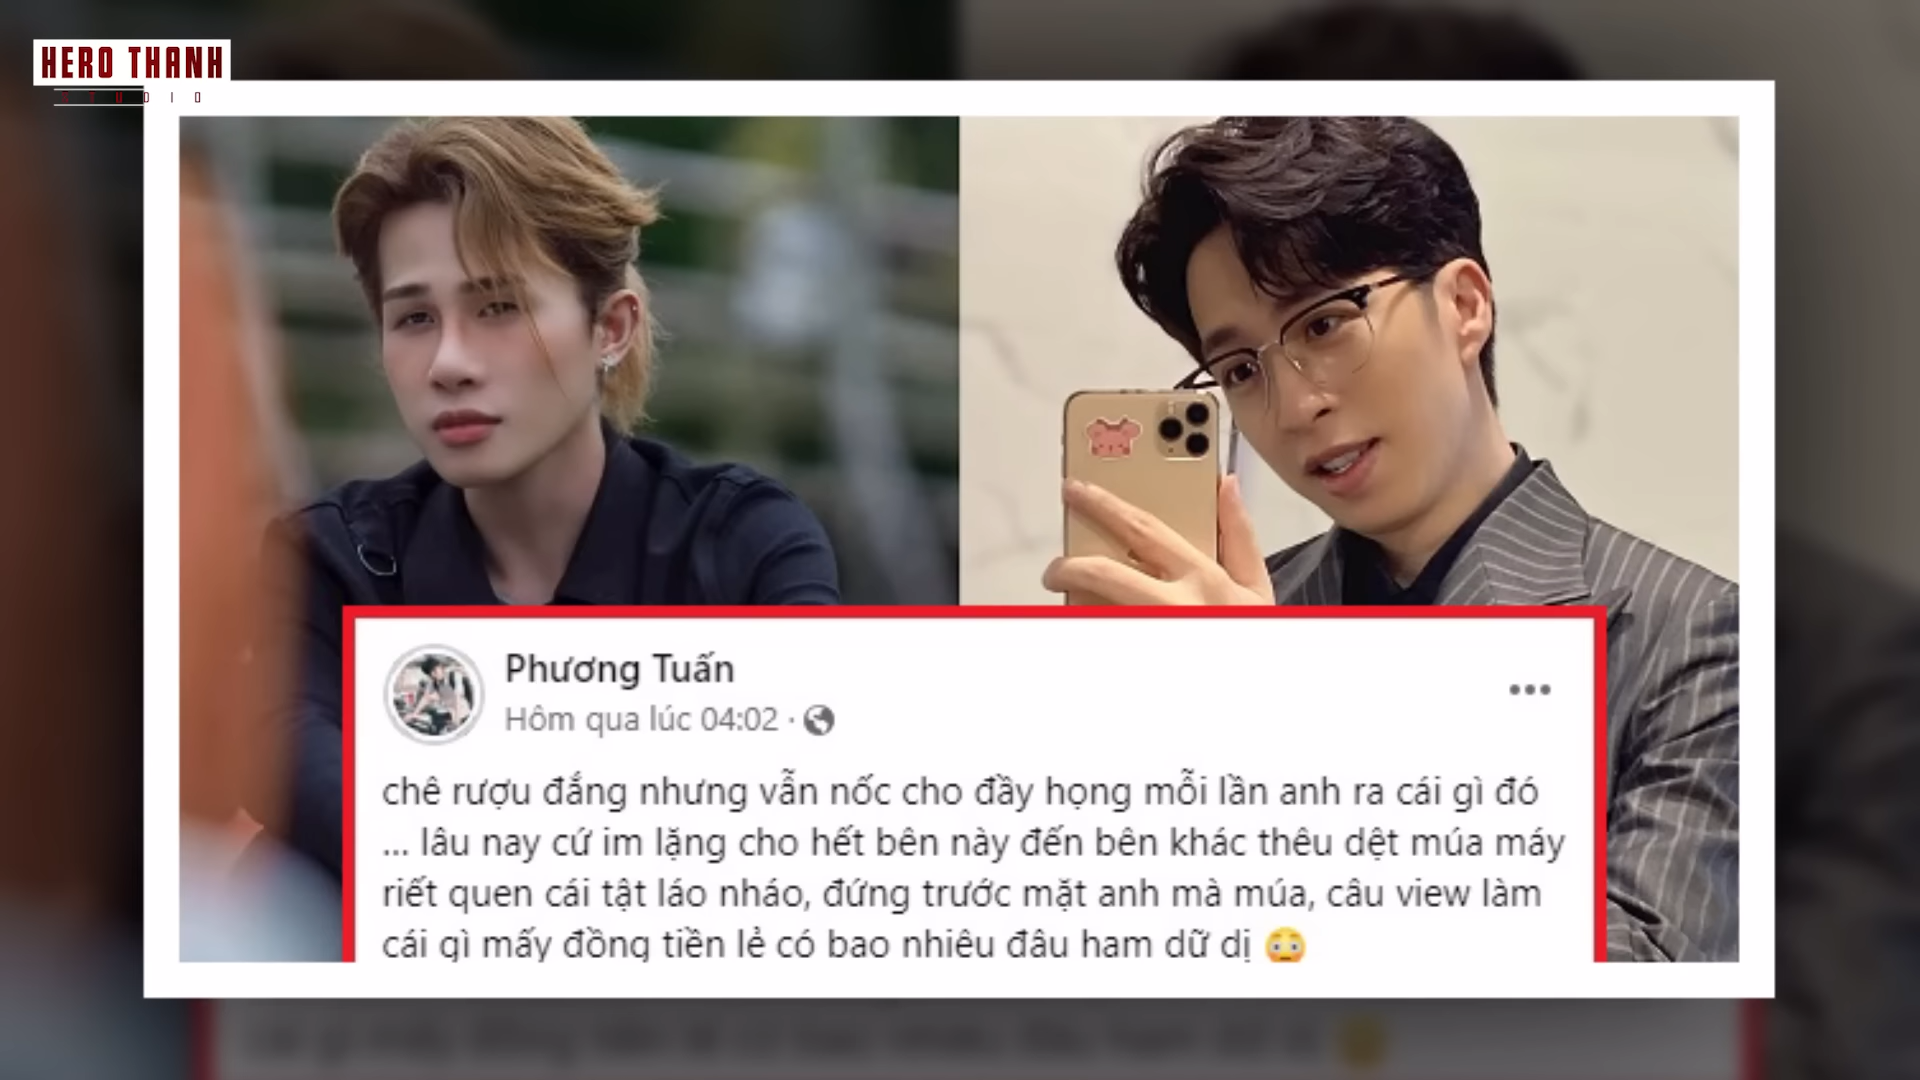 HERO THANH
STUDIO
Phương Tuấn
Hôm qua lúc 04:02 ·
chê rượu đắng nhưng vẫn nốc cho đầy họng mỗi lần anh ra cái gì đó
... lâu nay cứ im lặng cho hết bên này đến bên khác thêu dệt múa máy
riết quen cái tật láo nháo, đứng trước mặt anh mà múa, câu view làm
cái gì mấy đồng tiền lẻ có bao nhiêu đâu ham dữ dị 😳